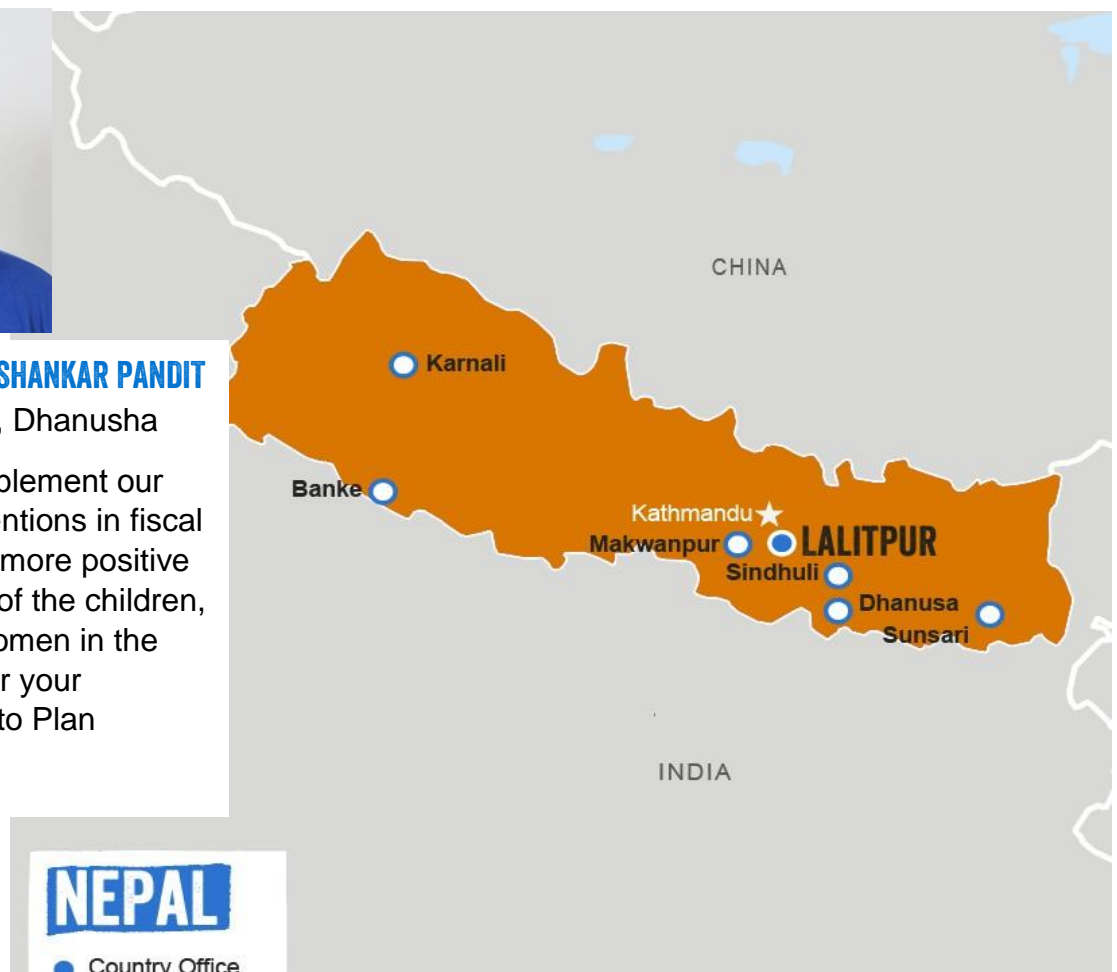 SHANKAR PANDIT
, Dhanusha
plement our
entions in fiscal
more positive
of the children,
omen in the
r your
to Plan
CHINA
Karnali
Banke
Kathmandu
Makwanpur
LALITPUR
Sindhuli
Dhanusa
Sunsari
INDIA
NEPAL
Country Office